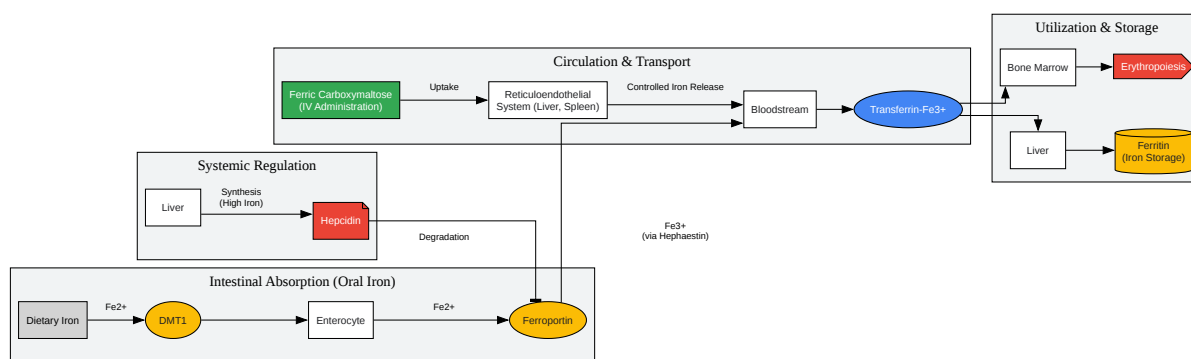 Utilization & Storage
Bone Marrow
Erythropoiesis
Liver
Ferritin
(Iron Storage)
Circulation & Transport
Ferric Carboxymaltose
(IV Administration)
Uptake
Reticuloendothelial
System (Liver, Spleen)
Controlled Iron Release
Bloodstream
Transferrin-Fe3+
Systemic Regulation
Liver
Synthesis
(High Iron)
Hepcidin
Degradation
Fe3+
(via Hephaestin)
Intestinal Absorption (Oral Iron)
Dietary Iron
Fe2+
DMT1
Enterocyte
Fe2+
Ferroportin